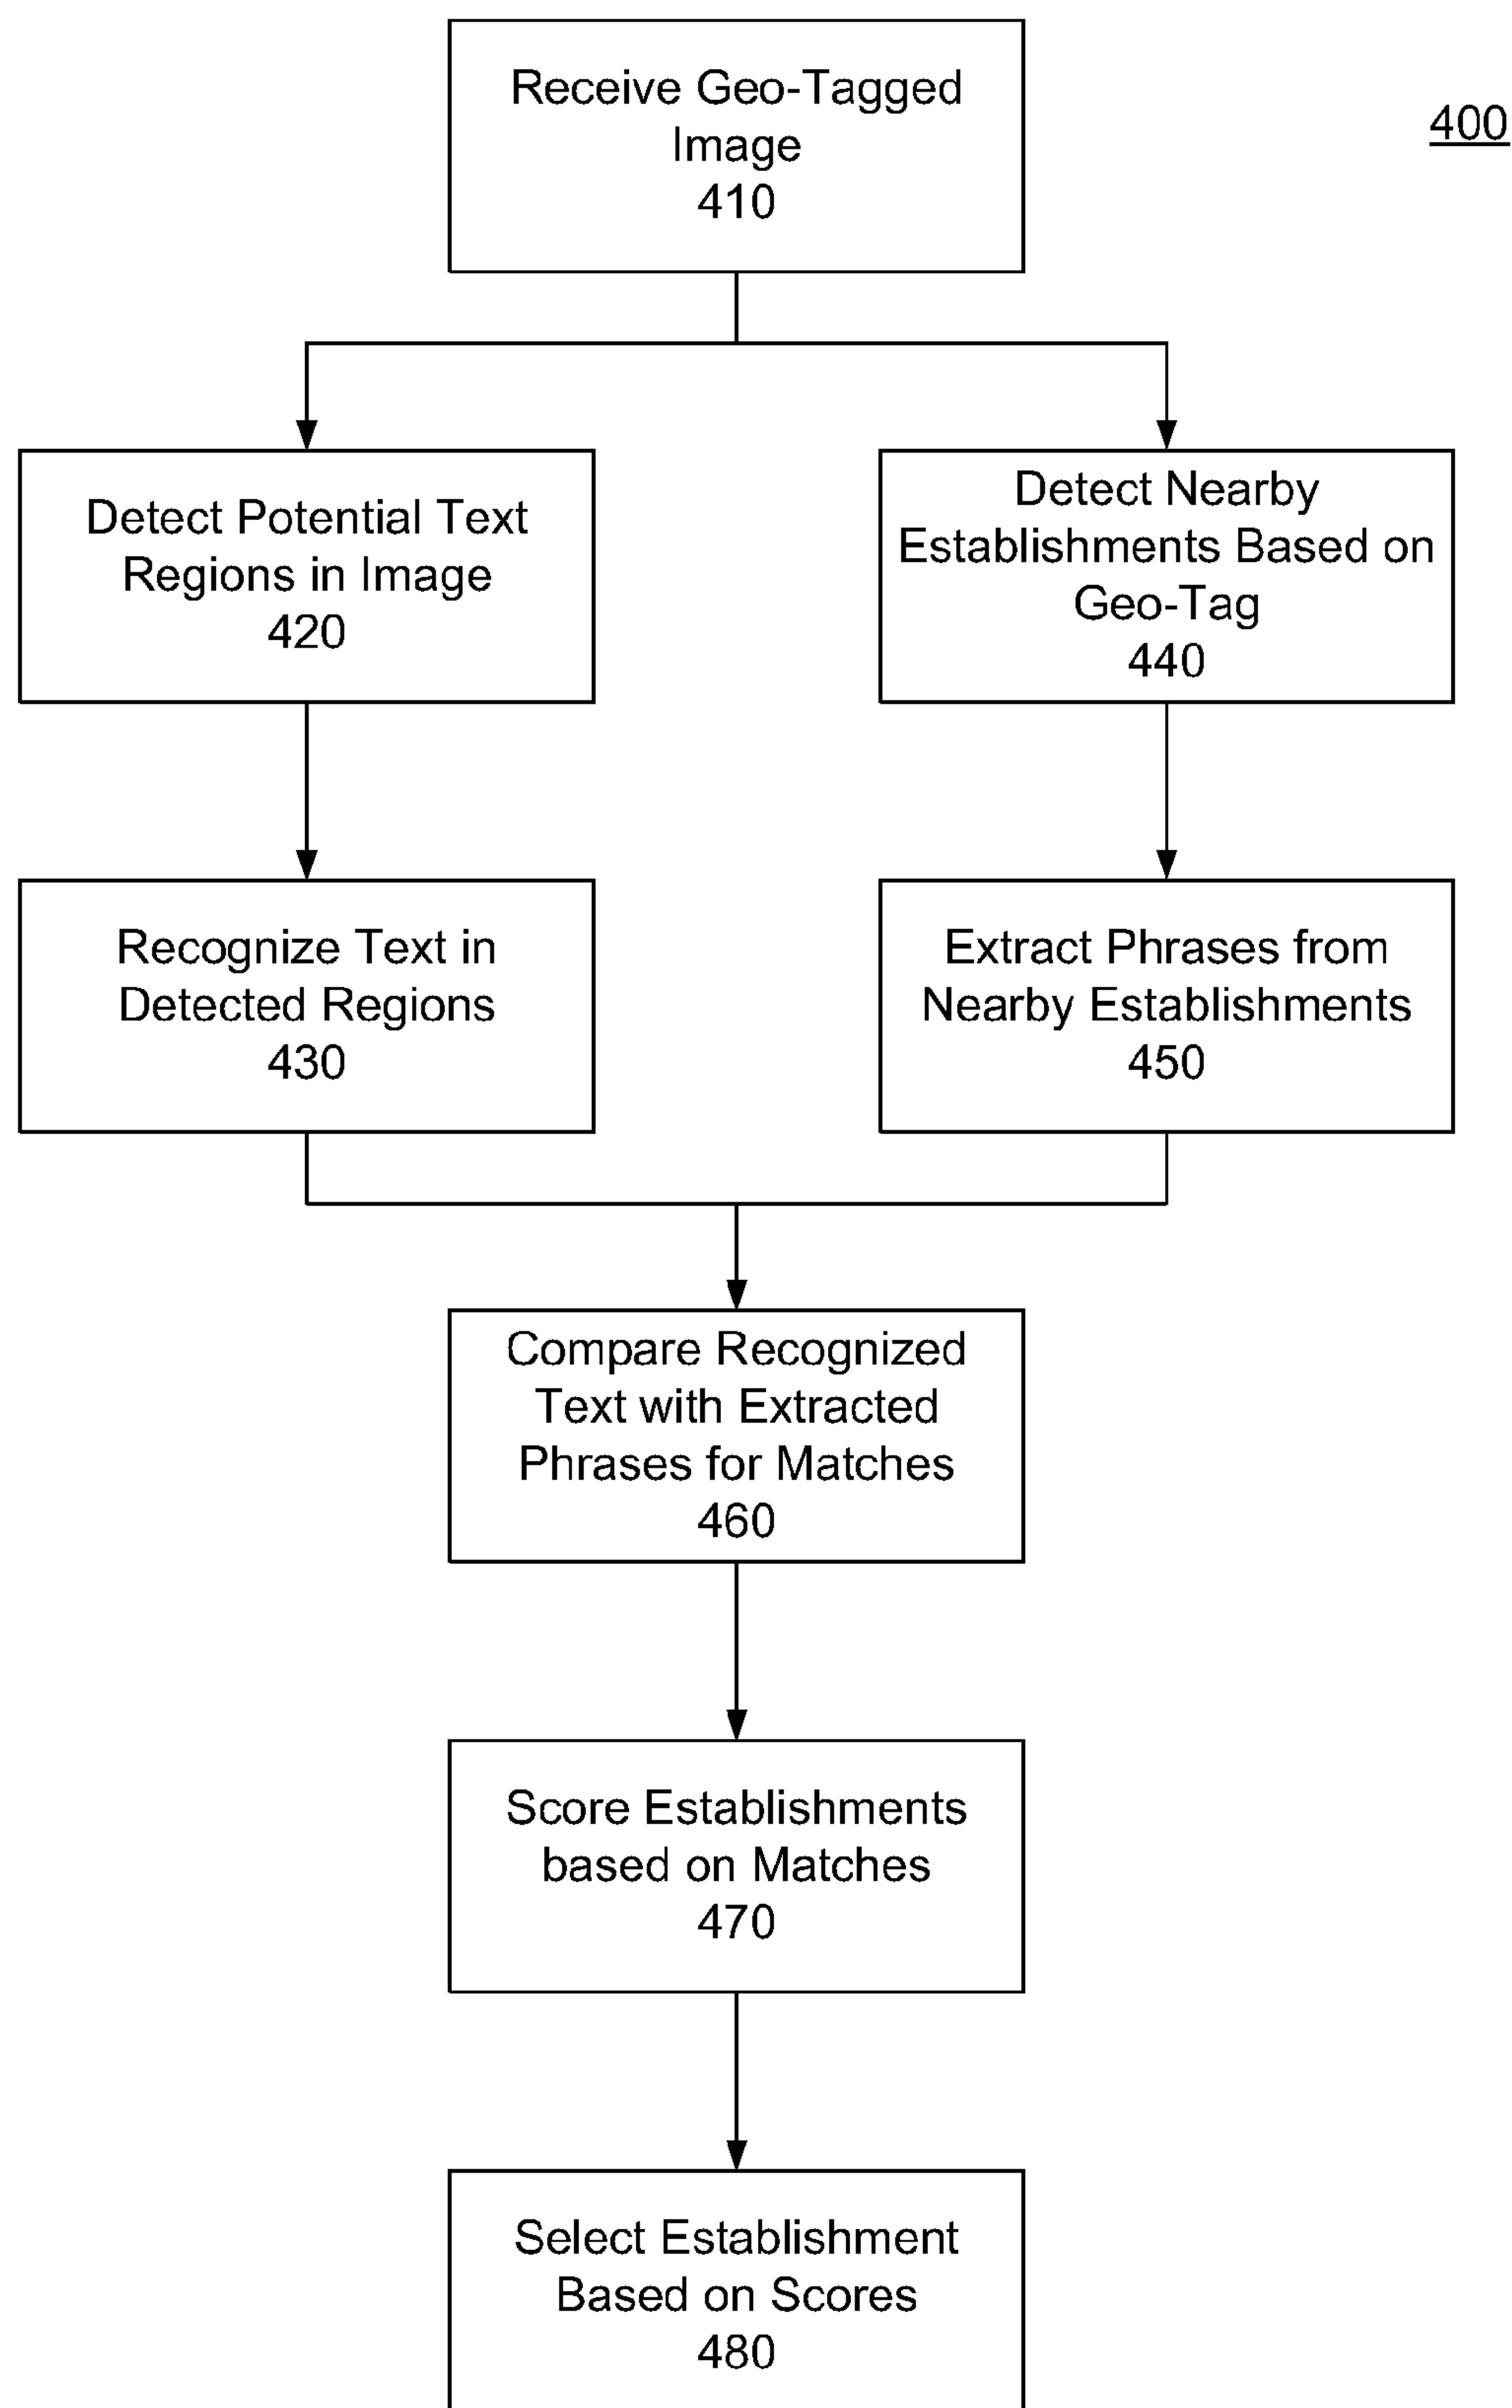 Receive Geo-Tagged
Image
410
400
Detect Potential Text
Regions in Image
420
Detect Nearby
Establishments Based on
Geo-Tag
440
Recognize Text in
Detected Regions
430
Extract Phrases from
Nearby Establishments
450
Compare Recognized
Text with Extracted
Phrases for Matches
460
Score Establishments
based on Matches
470
Select Establishment
Based on Scores
480